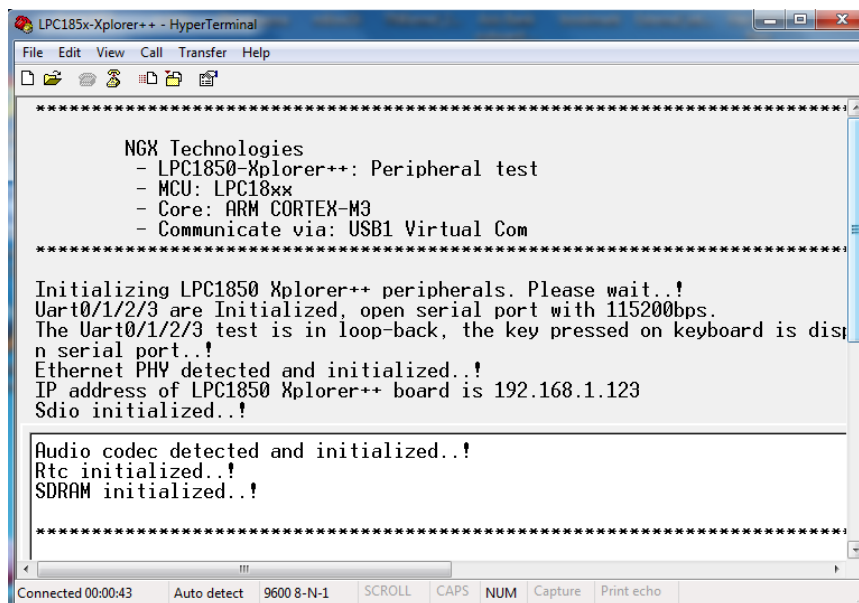 LPC185x-Xplorer++ - HyperTerminal
File Edit View Call Transfer Help
************************************************************************
NGX Technologies
- LPC1850-Xplorer++: Peripheral test
- MCU: LPC18xx
- Core: ARM CORTEX-M3
- Communicate via: USB1 Virtual Com
************************************************************************
Initializing LPC1850 Xplorer++ peripherals. Please wait..!
Uart0/1/2/3 are Initialized, open serial port with 115200bps.
The Uart0/1/2/3 test is in loop-back, the key pressed on keyboard is disp
n serial port..!
Ethernet PHY detected and initialized..!
IP address of LPC1850 Xplorer++ board is 192.168.1.123
Sdio initialized..!
Audio codec detected and initialized..!
Rtc initialized..!
SDRAM initialized..!
************************************************************************
Connected 00:00:43 Auto detect 9600 8-N-1 SCROLL CAPS NUM Capture Print echo